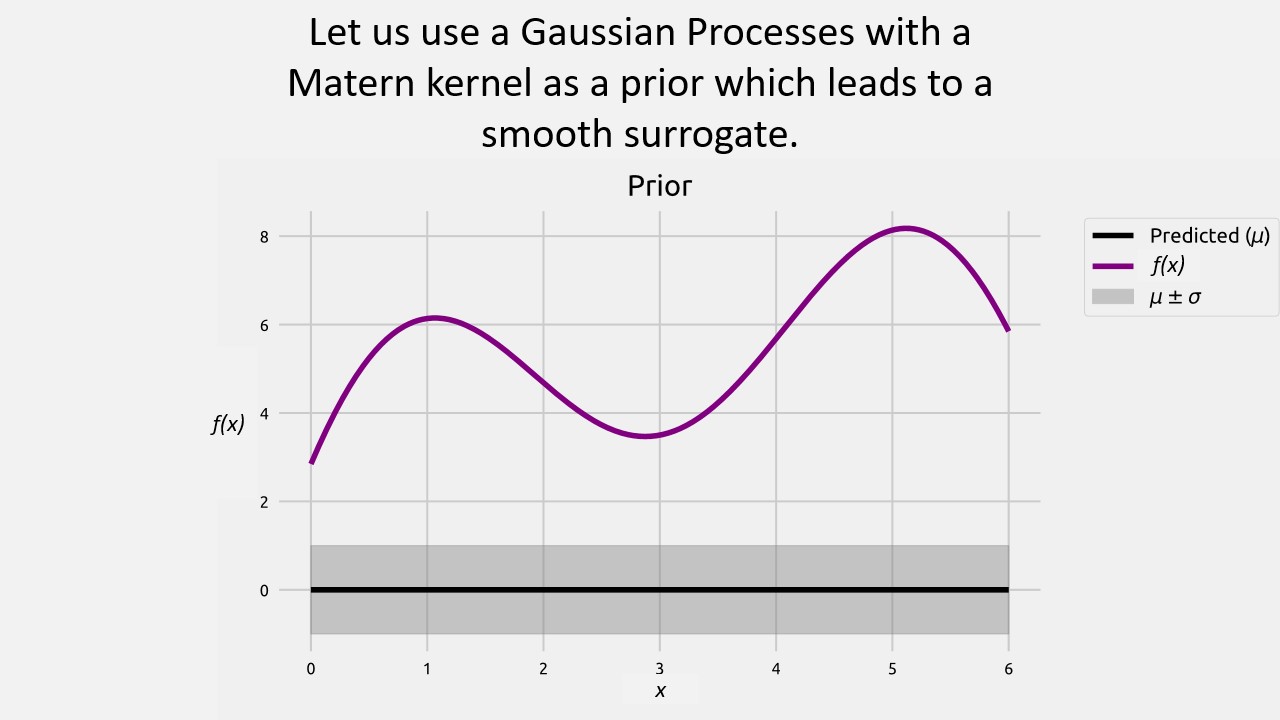 Let us use a Gaussian Processes with a
Matern kernel as a prior which leads to a
smooth surrogate.
Prior
8
6
4
2
0
f(x)
0 1 2 3 4 5 6
x
Predicted (μ)
f(x)
μ ± σ